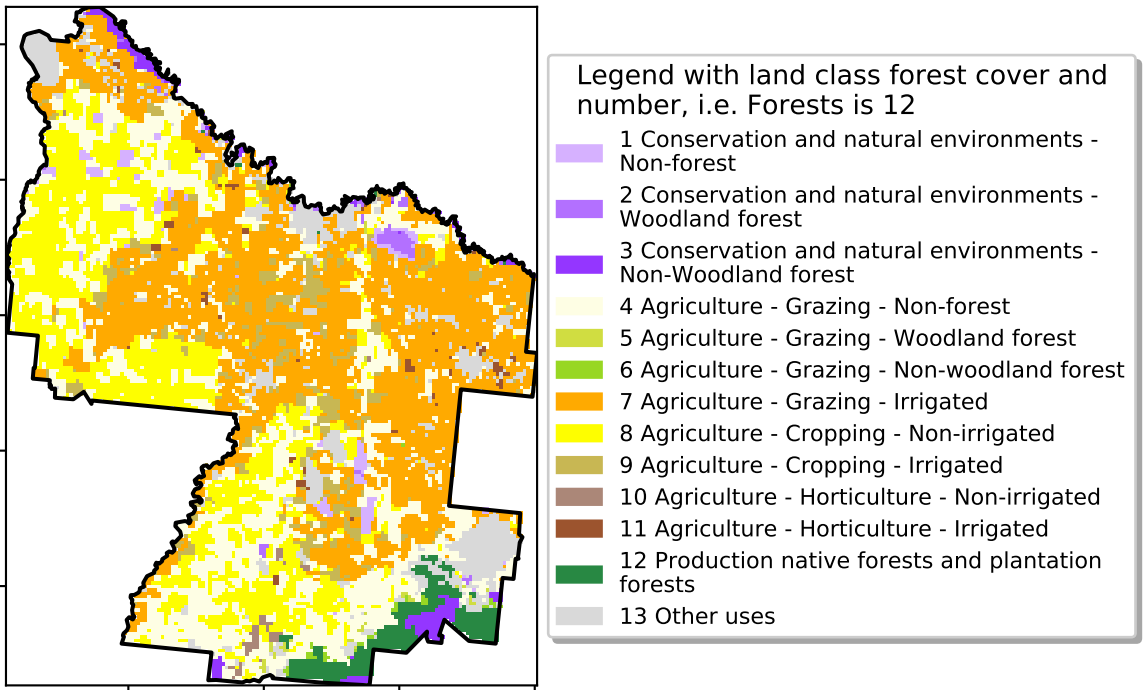 Legend with land class forest cover and
number, i.e. Forests is 12
1 Conservation and natural environments -
Non-forest
2 Conservation and natural environments -
Woodland forest
3 Conservation and natural environments -
Non-Woodland forest
4 Agriculture - Grazing - Non-forest
5 Agriculture - Grazing - Woodland forest
6 Agriculture - Grazing - Non-woodland forest
7 Agriculture - Grazing - Irrigated
8 Agriculture - Cropping - Non-irrigated
9 Agriculture - Cropping - Irrigated
10 Agriculture - Horticulture - Non-irrigated
11 Agriculture - Horticulture - Irrigated
12 Production native forests and plantation
forests
13 Other uses